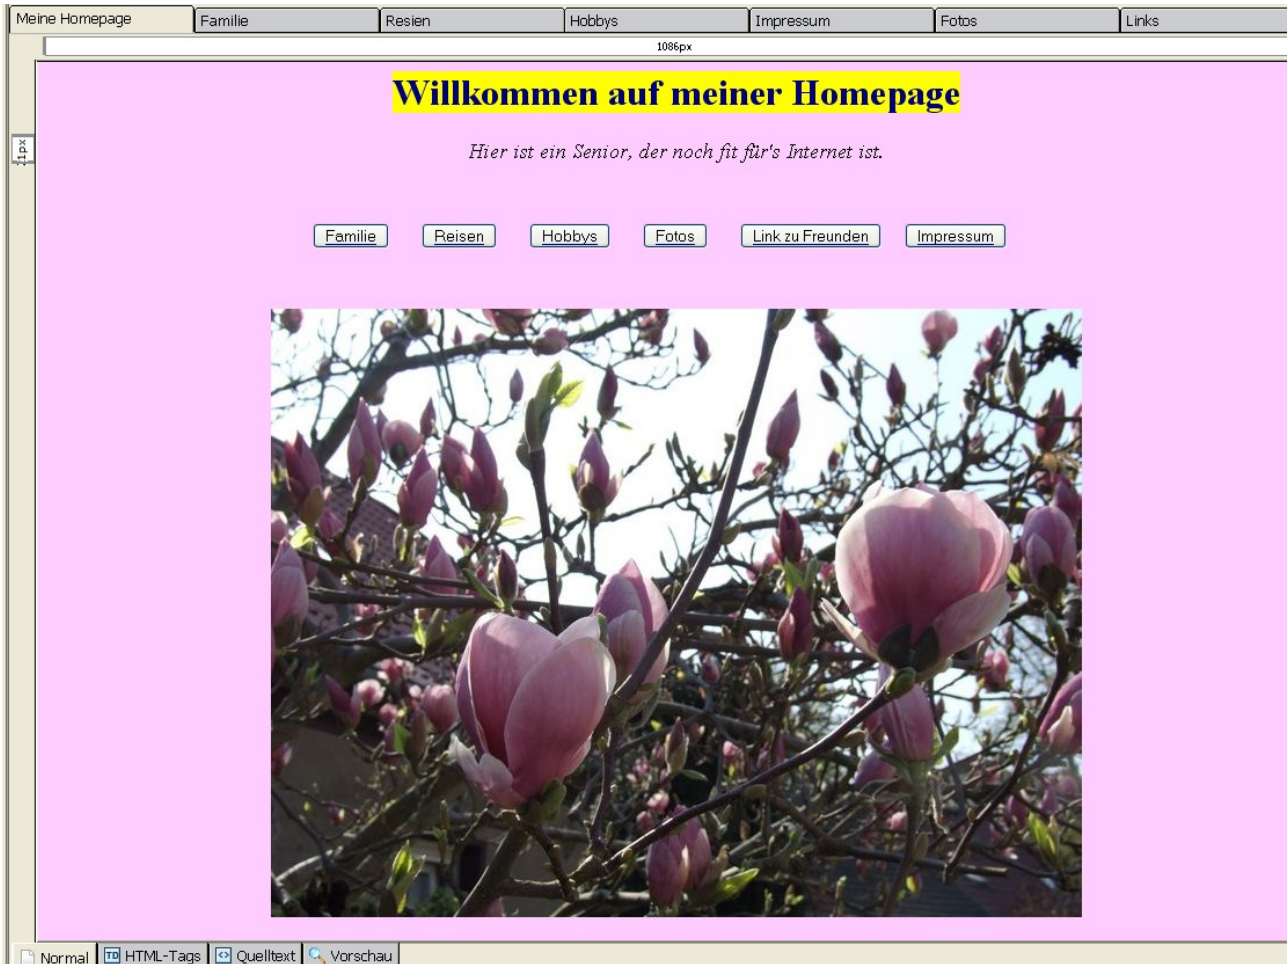 Meine Homepage Familie Resien Hobbys Impressum Fotos Links
1086px
Willkommen auf meiner Homepage
Hier ist ein Senior, der noch fit für's Internet ist.
Familie Reisen Hobbys Fotos Link zu Freunden Impressum
Normal HTML-Tags Quelltext Vorschau